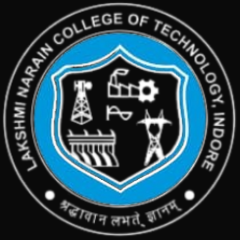 LAKSHMI NARAIN COLLEGE OF TECHNOLOGY, INDORE
श्रद्धावान लभते ज्ञानम्